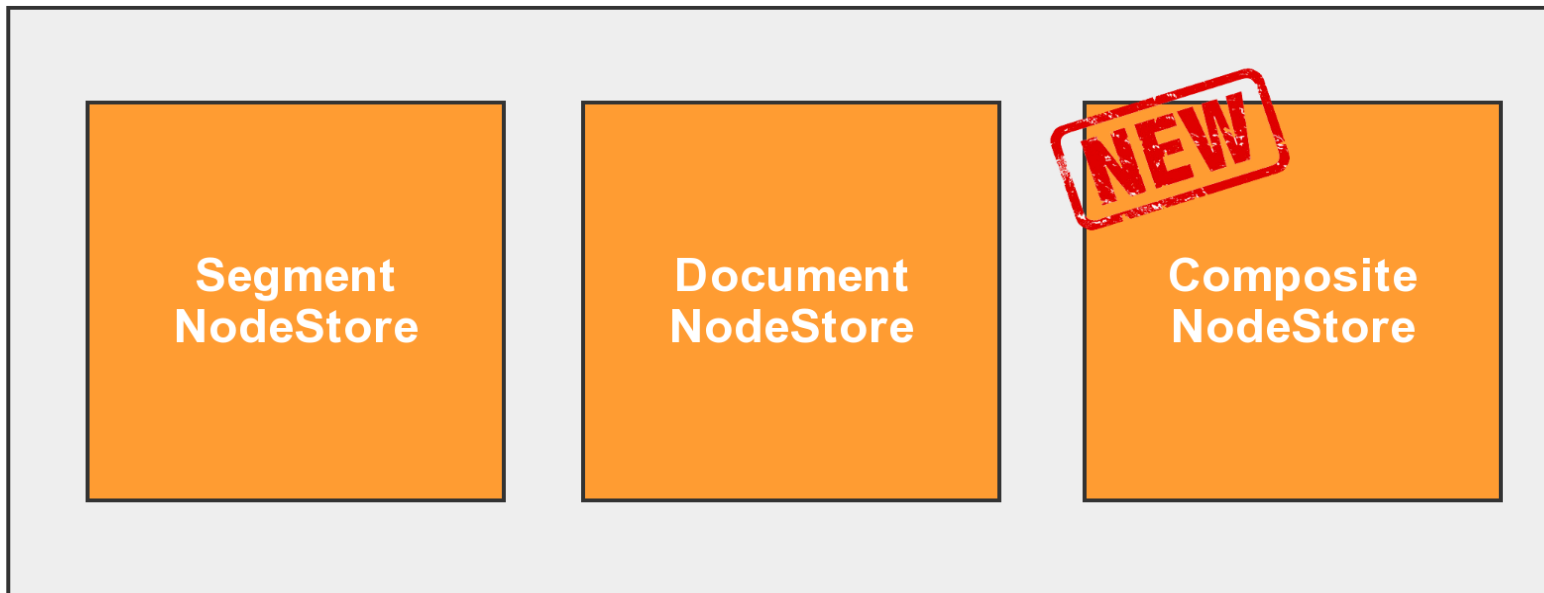 Segment
NodeStore
Document
NodeStore
NEW
Composite
NodeStore